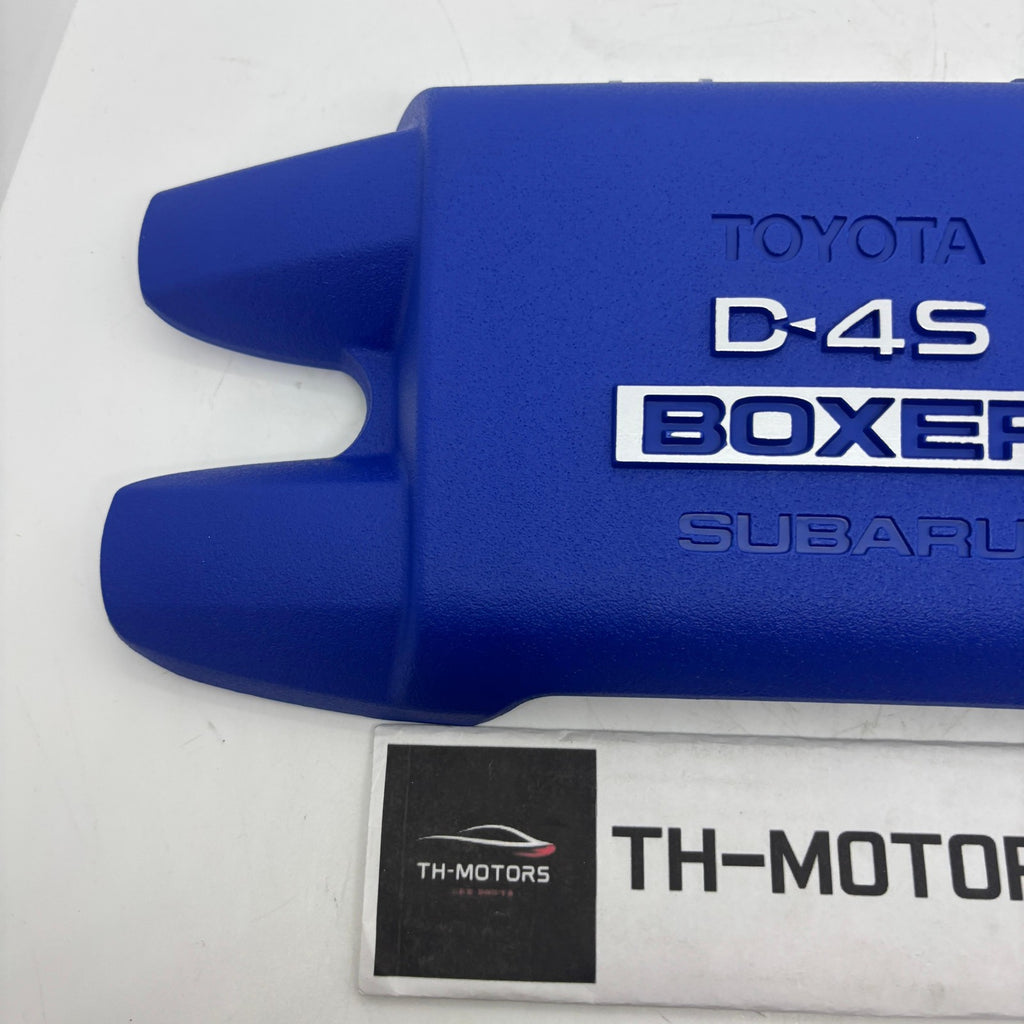 TOYOTA
D-4S
BOXER
SUBARU
TH-MOTORS
TH-MOTOR